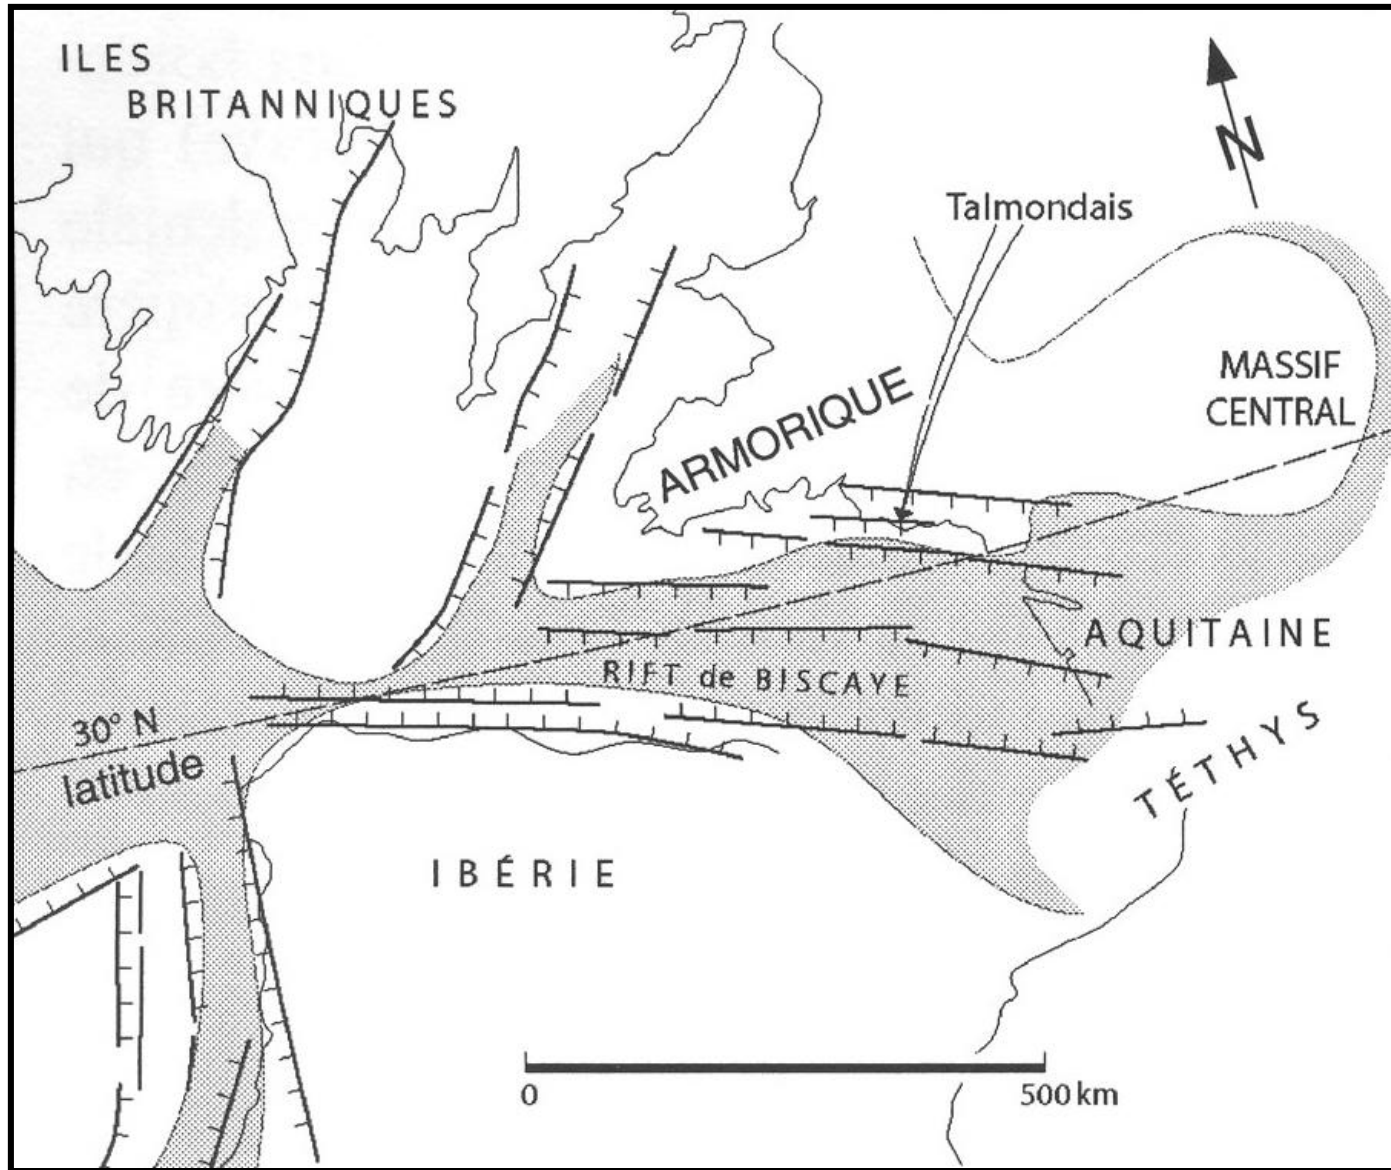 ILES
BRITANNIQUES
N
Talmondais
MASSIF
CENTRAL
ARMORIQUE
AQUITAINE
RIFT de BISCAYE
30° N
latitude
TÉTHYS
IBÉRIE
0 500 km